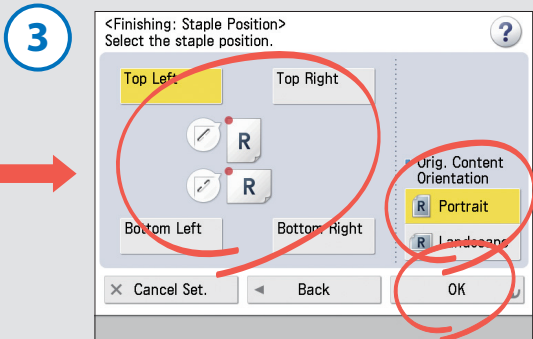 3
<Finishing: Staple Position>
Select the staple position.
?
Top Left
Top Right
R
R
Orig. Content
Orientation
R Portrait
R Landscape
Bottom Left
Bottom Right
× Cancel Set.
◄ Back
OK